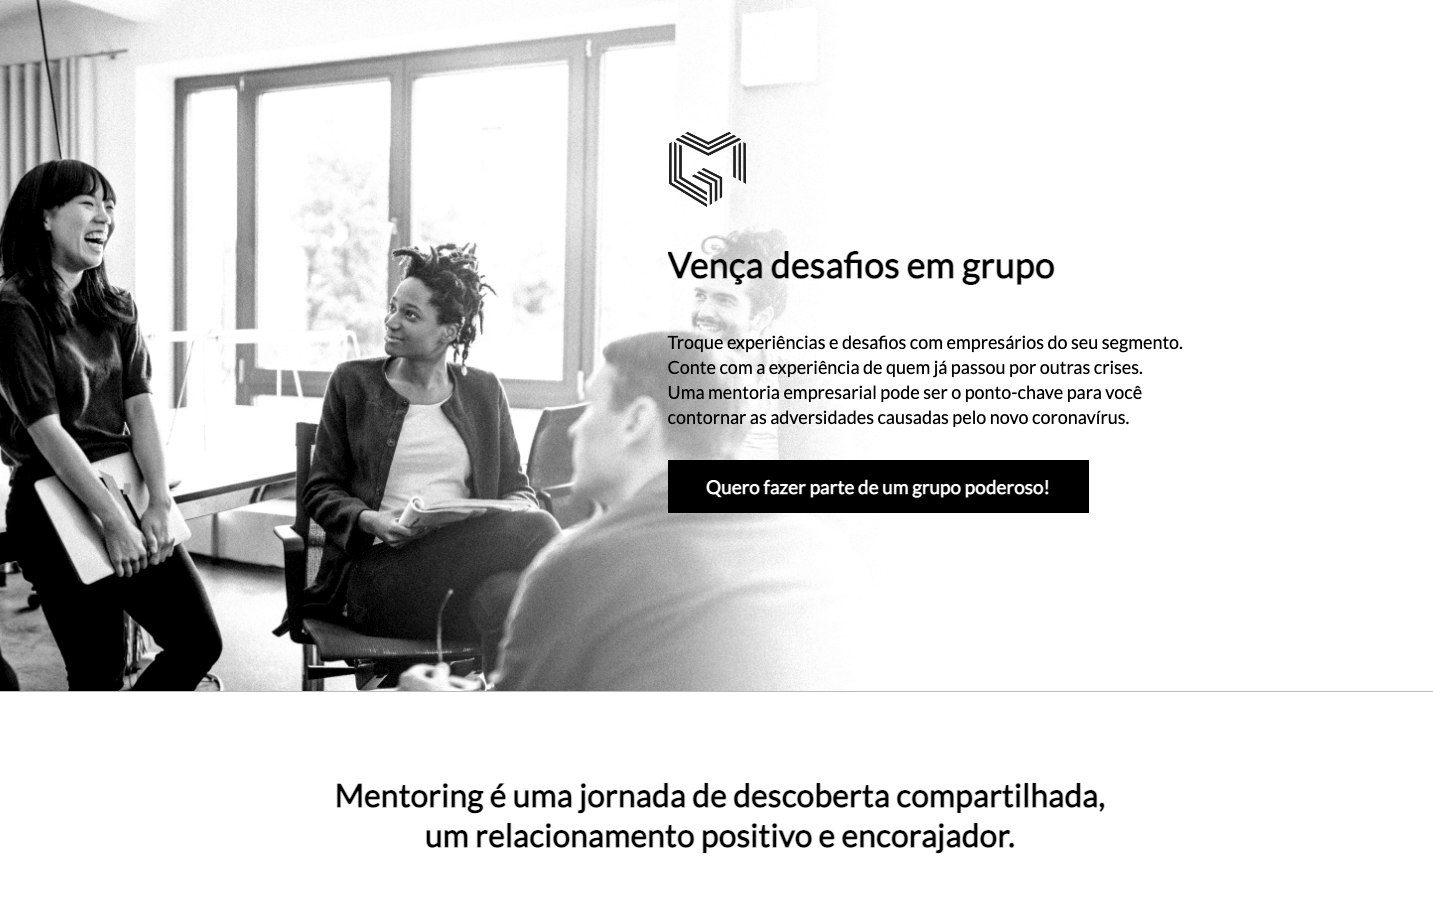 Vença desafios em grupo
Troque experiências e desafios com empresários do seu segmento.
Conte com a experiência de quem já passou por outras crises.
Uma mentoria empresarial pode ser o ponto-chave para você
contornar as adversidades causadas pelo novo coronavírus.
Quero fazer parte de um grupo poderoso!
Mentoring é uma jornada de descoberta compartilhada,
um relacionamento positivo e encorajador.